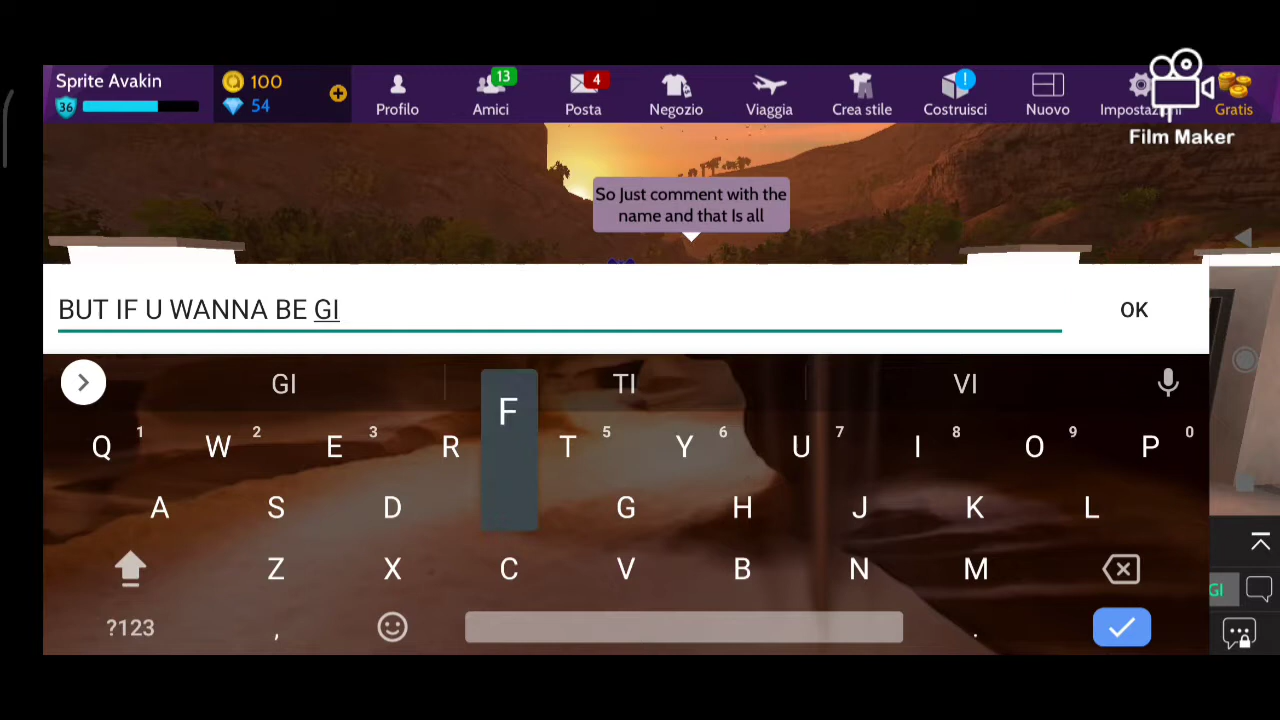 Sprite Avakin
36
100
54
Profilo
13
Amici
4
Posta
Negozio
Viaggia
Crea stile
!
Costruisci
Nuovo
Gratis
Film Maker
So Just comment with the
name and that Is all
BUT IF U WANNA BE GI
OK
GI TI VI
F
Q 1 W 2 E 3 R T 5 Y 6 U 7 I 8 O 9 P 0
A S D G H J K L
Z X C V B N M
?123 , .
GI